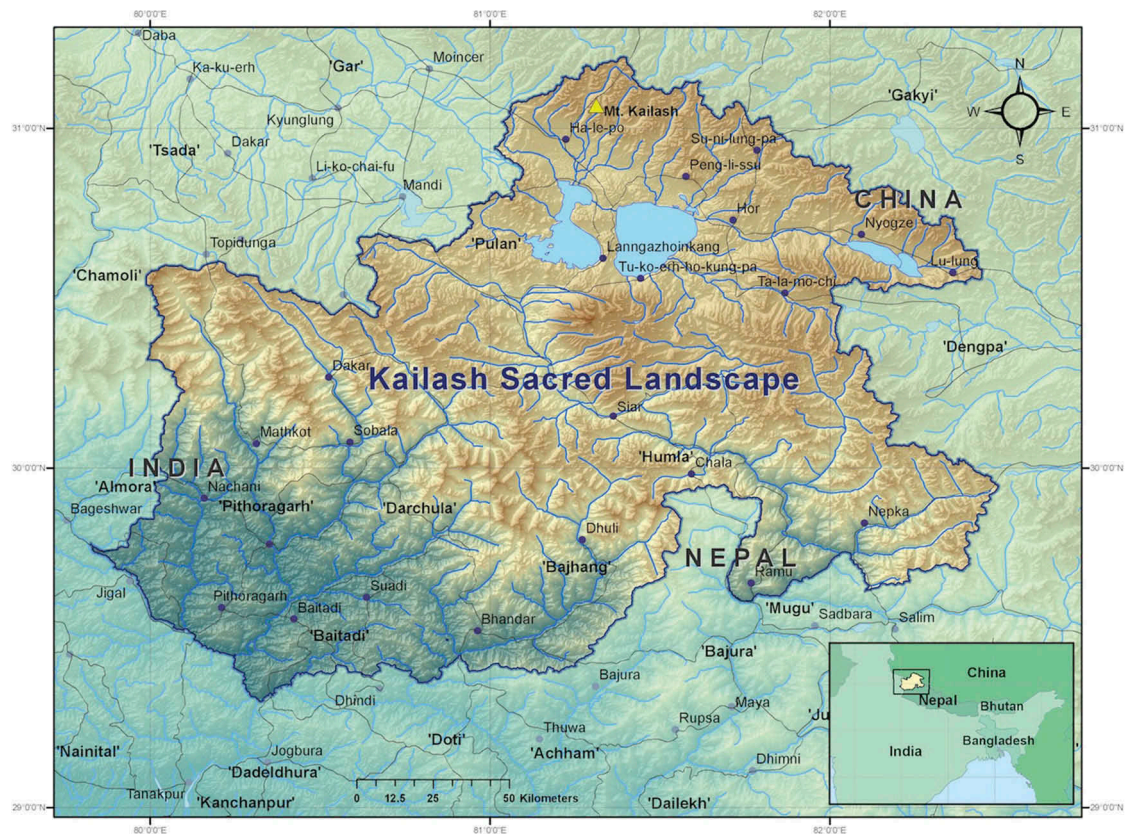 80°0'0"E
81°0'0"E
82°0'0"E
Daba
Ka-ku-erh
'Gar'
Moincer
N
'Gakyi'
Mt. Kailash
Kyunglung
W
E
31°0'0"N
Ha-le-po
31°0'0"N
'Tsada'
Dakar
Su-ni-lung-pa
S
Li-ko-chai-fu
Peng-li-ssu
Mandi
CHINA
Hor
Nyogze
Topidunga
'Pulan'
Lanngazhoinkang
Lu-lung
'Chamoli'
Tu-ko-erh-ho-kung-pa
Ta-la-mo-chi
'Dengpa'
Dakar
Kailash Sacred Landscape
Siar
Mathkot
Sobala
'Humla'
Chala
30°0'0"N
INDIA
30°0'0"N
'Almora'
Nachani
Bageshwar
'Pithoragarh'
'Darchula'
Nepka
Dhuli
NEPAL
'Bajhang'
Ramu
Jigal
Suadi
Pithoragarh
Baitadi
'Mugu'
Sadbara
Salim
Bhandar
'Baitadi'
'Bajura'
Bajura
China
Dhindi
Maya
Nepal
Bhutan
Rupsa
'Ju
Thuwa
'Doti'
Bangladesh
'Nainital'
Jogbura
'Achham'
India
Dhimni
'Dadeldhura'
Tanakpur
0 12.5 25 50 Kilometers
'Kanchanpur'
'Dailekh'
29°0'0"N
29°0'0"N
80°0'0"E
81°0'0"E
82°0'0"E